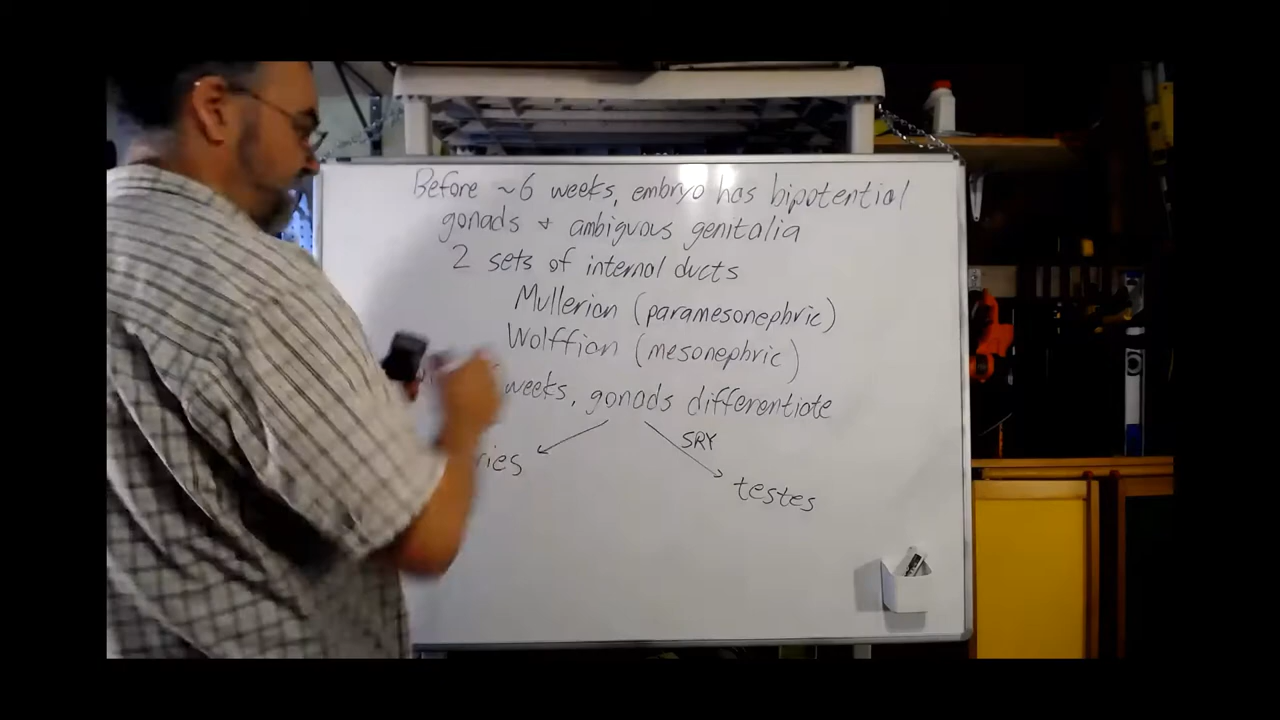 Before ~6 weeks, embryo has bipotential
gonads + ambiguous genitalia
2 sets of internal ducts
Mullerian (paramesonephric)
Wolffian (mesonephric)
weeks, gonads differentiate
SRY
ries
testes